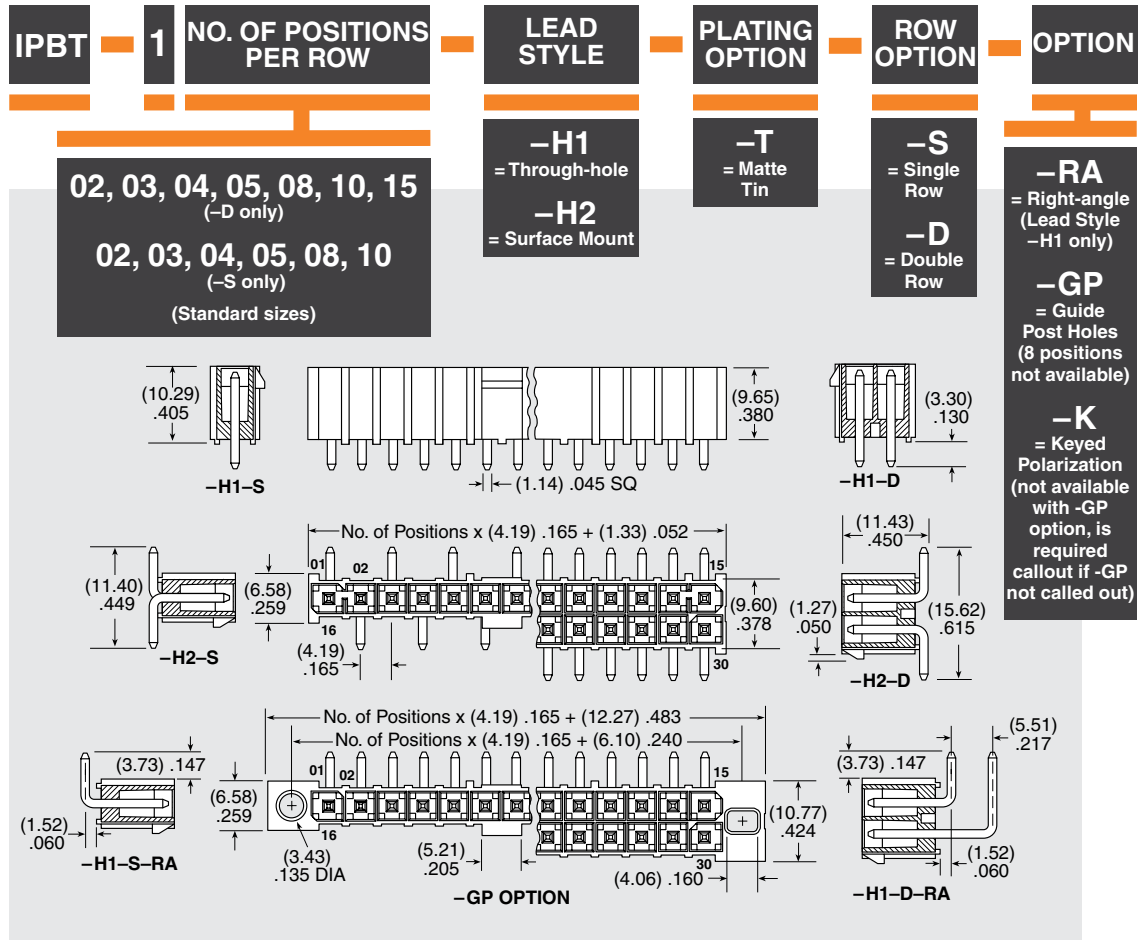 IPBT
1
NO. OF POSITIONS
PER ROW
LEAD
STYLE
PLATING
OPTION
ROW
OPTION
OPTION
02, 03, 04, 05, 08, 10, 15
(–D only)
02, 03, 04, 05, 08, 10
(–S only)
(Standard sizes)
–H1
= Through-hole
–H2
= Surface Mount
–T
= Matte
Tin
–S
= Single
Row
–D
= Double
Row
–RA
= Right-angle
(Lead Style
–H1 only)
–GP
= Guide
Post Holes
(8 positions
not available)
–K
= Keyed
Polarization
(not available
with -GP
option, is
required
callout if -GP
not called out)
(10.29)
.405
–H1–S
(9.65)
.380
(1.14) .045 SQ
(3.30)
.130
–H1–D
(11.40)
.449
–H2–S
No. of Positions x (4.19) .165 + (1.33) .052
(6.58)
.259
01
02
15
16
30
(4.19)
.165
(9.60)
.378
(11.43)
.450
(1.27)
.050
(15.62)
.615
–H2–D
(3.73) .147
(1.52)
.060
–H1–S–RA
No. of Positions x (4.19) .165 + (12.27) .483
No. of Positions x (4.19) .165 + (6.10) .240
(6.58)
.259
01
02
15
16
30
(3.43)
.135 DIA
(5.21)
.205
(4.06) .160
(10.77)
.424
–GP OPTION
(5.51)
.217
(3.73) .147
(1.52)
.060
–H1–D–RA